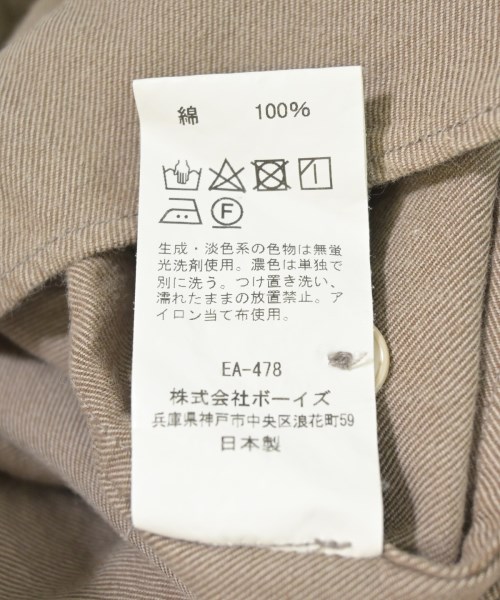 綿 100%
F
生成・淡色系の色物は無蛍
光洗剤使用。濃色は単独で
別に洗う。つけ置き洗い、
濡れたままの放置禁止。ア
イロン当て布使用。
EA-478
株式会社ボーイズ
兵庫県神戸市中央区浪花町59
日本製